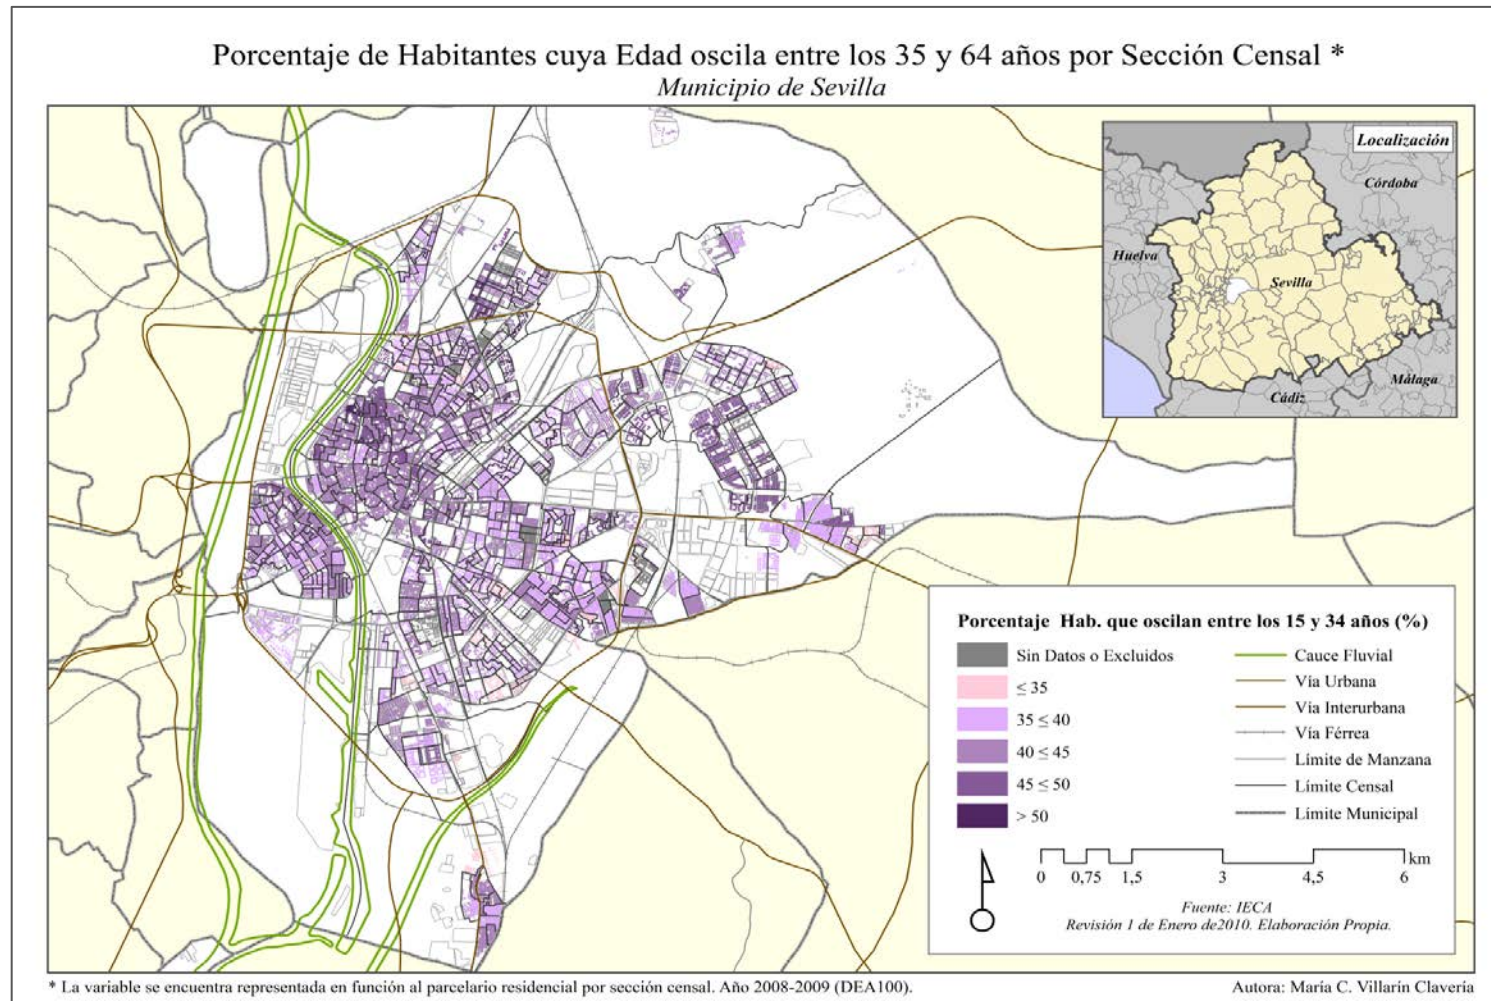 Porcentaje de Habitantes cuya Edad oscila entre los 35 y 64 años por Sección Censal *
Municipio de Sevilla
Localización
Córdoba
Huelva
Sevilla
Málaga
Cádiz
Porcentaje Hab. que oscilan entre los 15 y 34 años (%)
Sin Datos o Excluidos
≤ 35
35 ≤ 40
40 ≤ 45
45 ≤ 50
> 50
Cauce Fluvial
Vía Urbana
Vía Interurbana
Vía Férrea
Límite de Manzana
Límite Censal
Límite Municipal
km
0 0,75 1,5 3 4,5 6
Fuente: IECA
Revisión 1 de Enero de2010. Elaboración Propia.
* La variable se encuentra representada en función al parcelario residencial por sección censal. Año 2008-2009 (DEA100).
Autora: María C. Villarín Clavería